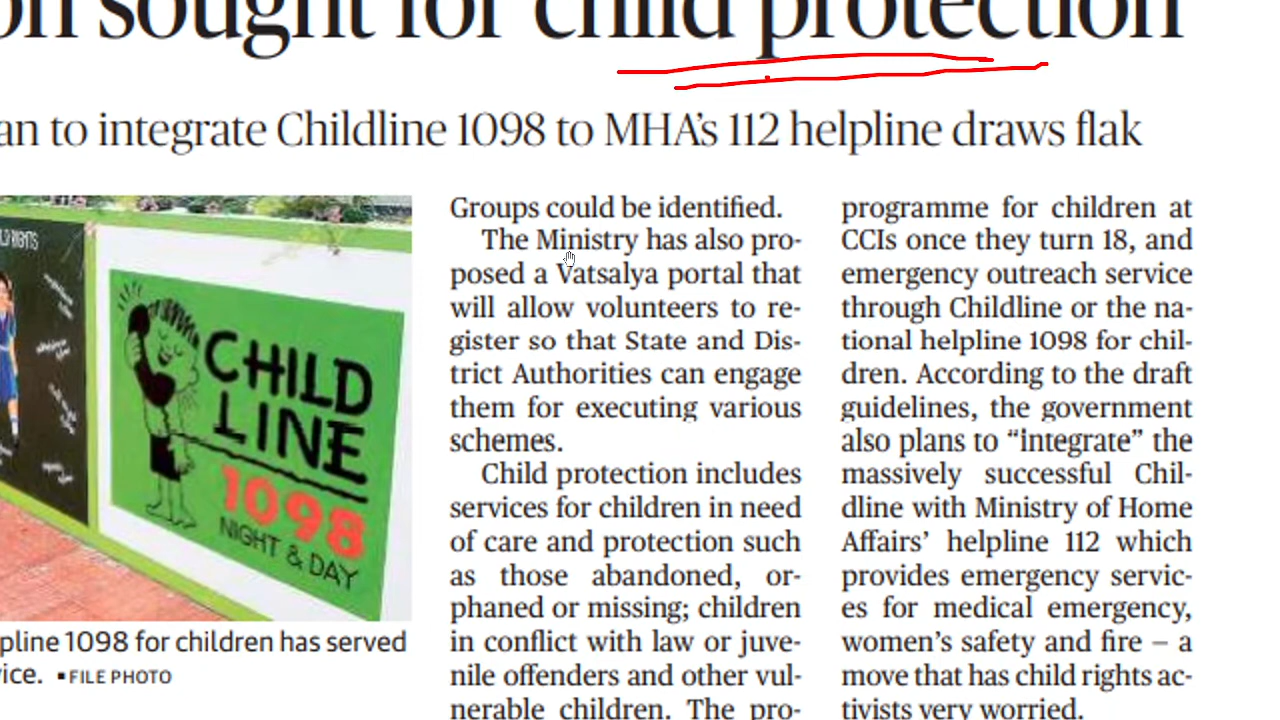 on sought for child protection
an to integrate Childline 1098 to MHA's 112 helpline draws flak
CHILD
LINE
1098
NIGHT & DAY
pline 1098 for children has served
ice. ▪FILE PHOTO
Groups could be identified.
The Ministry has also pro-
posed a Vatsalya portal that
will allow volunteers to re-
gister so that State and Dis-
trict Authorities can engage
them for executing various
schemes.
Child protection includes
services for children in need
of care and protection such
as those abandoned, or-
phaned or missing; children
in conflict with law or juve-
nile offenders and other vul-
nerable children. The pro-
programme for children at
CCIs once they turn 18, and
emergency outreach service
through Childline or the na-
tional helpline 1098 for chil-
dren. According to the draft
guidelines, the government
also plans to “integrate” the
massively successful Chil-
dline with Ministry of Home
Affairs’ helpline 112 which
provides emergency servic-
es for medical emergency,
women’s safety and fire – a
move that has child rights ac-
tivists very worried.